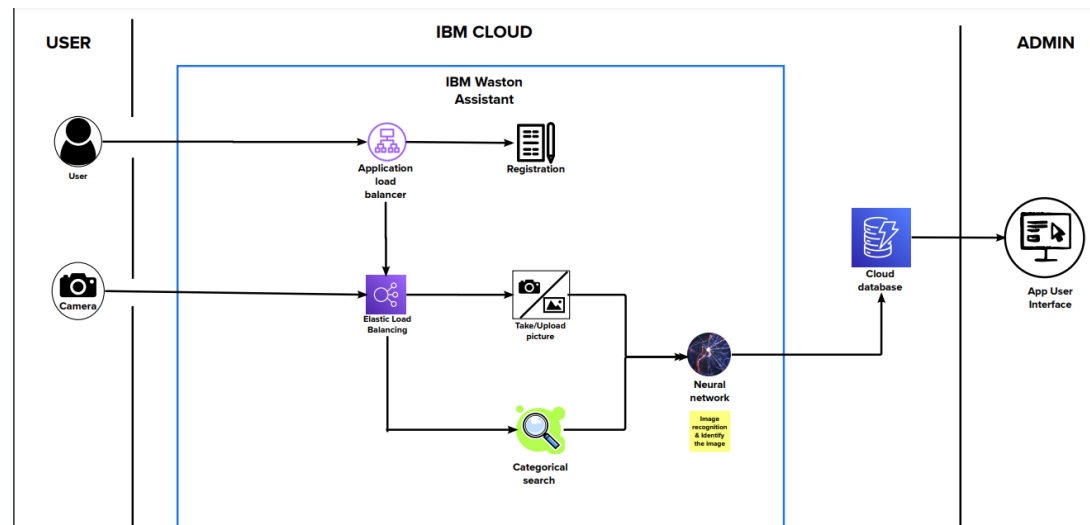 USER
IBM CLOUD
ADMIN
IBM Waston
Assistant
User
Application
load
balancer
Registration
Camera
Elastic Load
Balancing
Take/Upload
picture
Cloud
database
App User
Interface
Neural
network
Image
recognition
& Identify
the image
Categorical
search